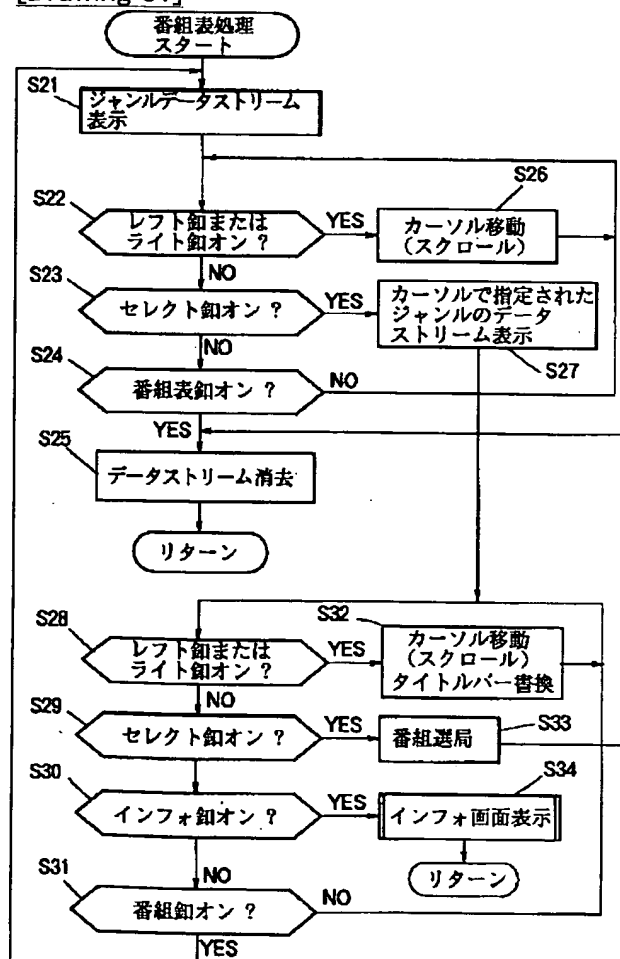 番組表処理
スタート
S21
ジャンルデータストリーム
表示
S22
レフト釦または
ライト釦オン ?
YES
S26
カーソル移動
(スクロール)
NO
S23
セレクト釦オン ?
YES
カーソルで指定された
ジャンルのデータ
ストリーム表示
S27
NO
S24
番組表釦オン ?
NO
YES
S25
データストリーム消去
リターン
S28
レフト釦または
ライト釦オン ?
YES
S32
カーソル移動
(スクロール)
タイトルバー書換
NO
S29
セレクト釦オン ?
YES
番組選局
S33
S30
インフォ釦オン ?
YES
インフォ画面表示
S34
リターン
NO
S31
番組釦オン ?
NO
YES